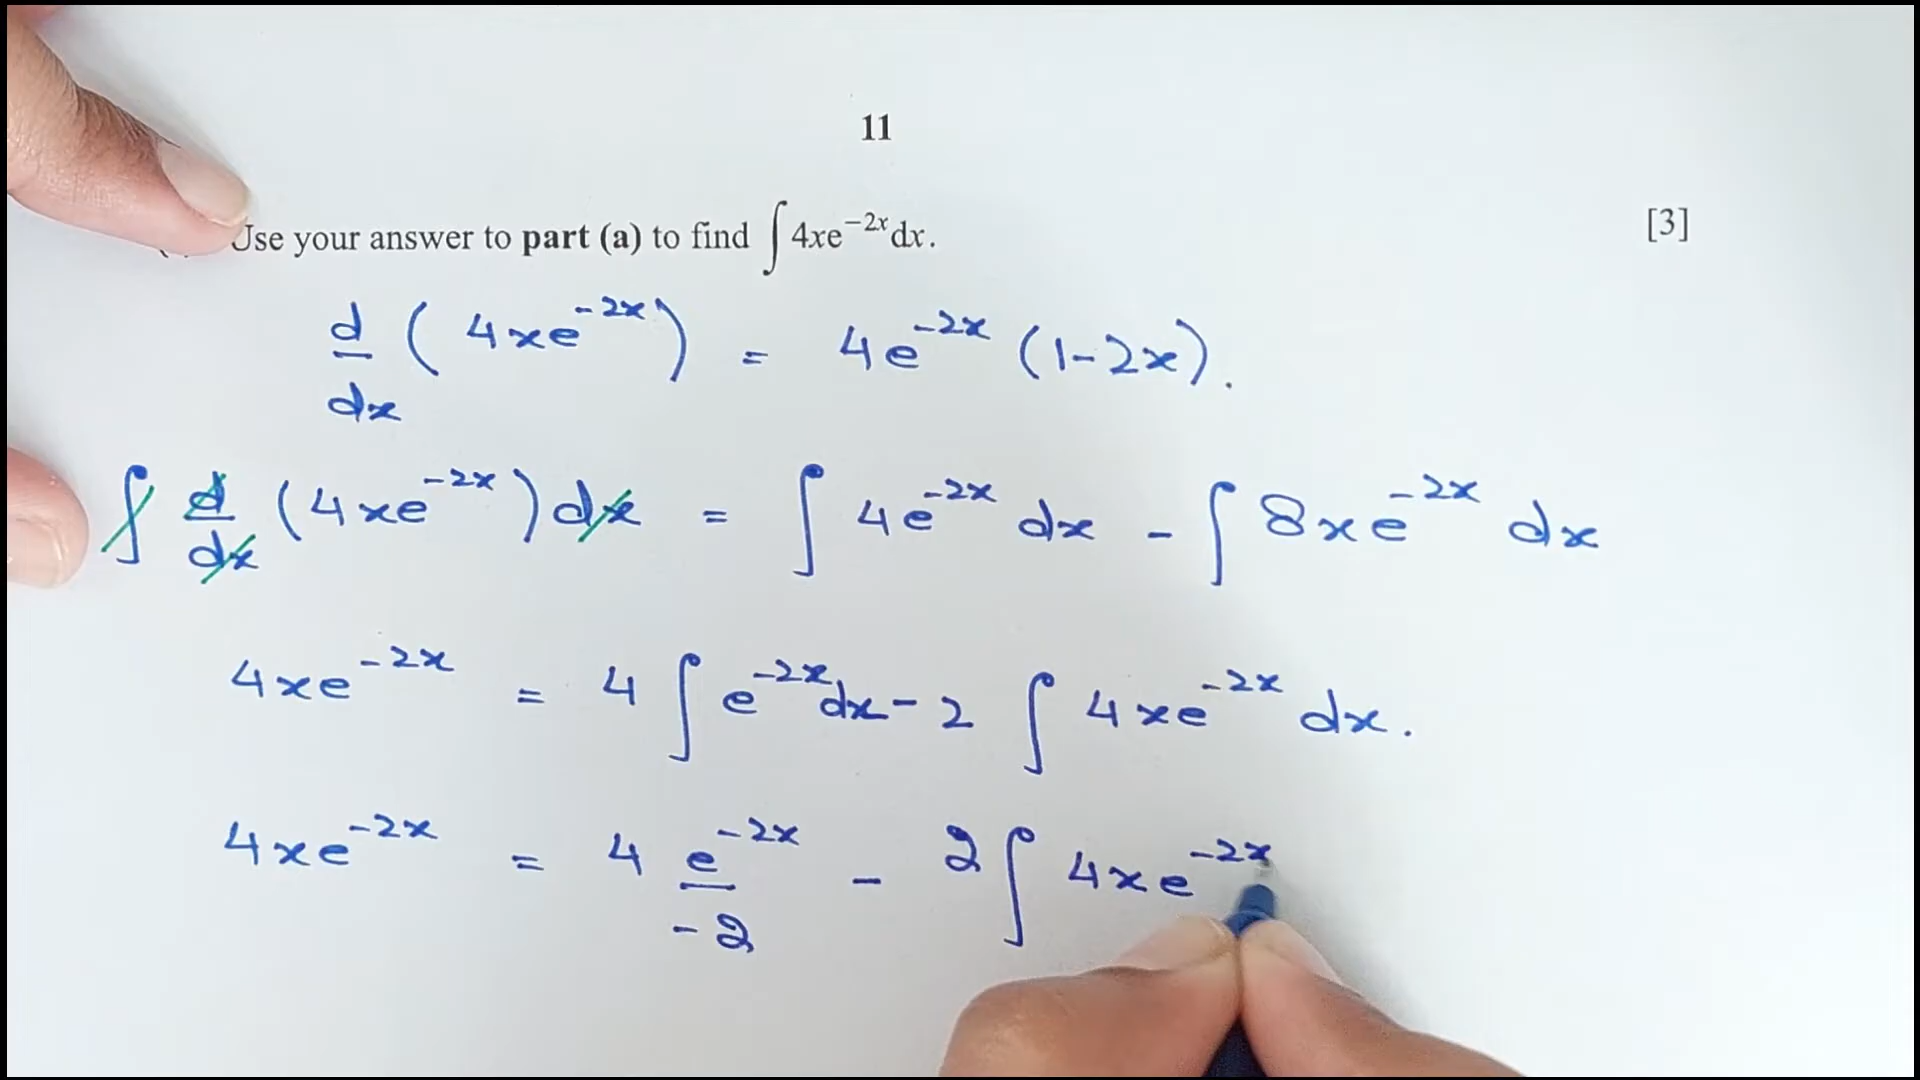 11
Use your answer to part (a) to find ∫4xe^{-2x}dx. [3]
d/dx (4xe^{-2x}) = 4e^{-2x} (1-2x).
∫ d/dx (4xe^{-2x}) dx = ∫ 4e^{-2x} dx - ∫ 8xe^{-2x} dx
4xe^{-2x} = 4 ∫ e^{-2x} dx - 2 ∫ 4xe^{-2x} dx.
4xe^{-2x} = 4 e^{-2x}/-2 - 2 ∫ 4xe^{-2x}